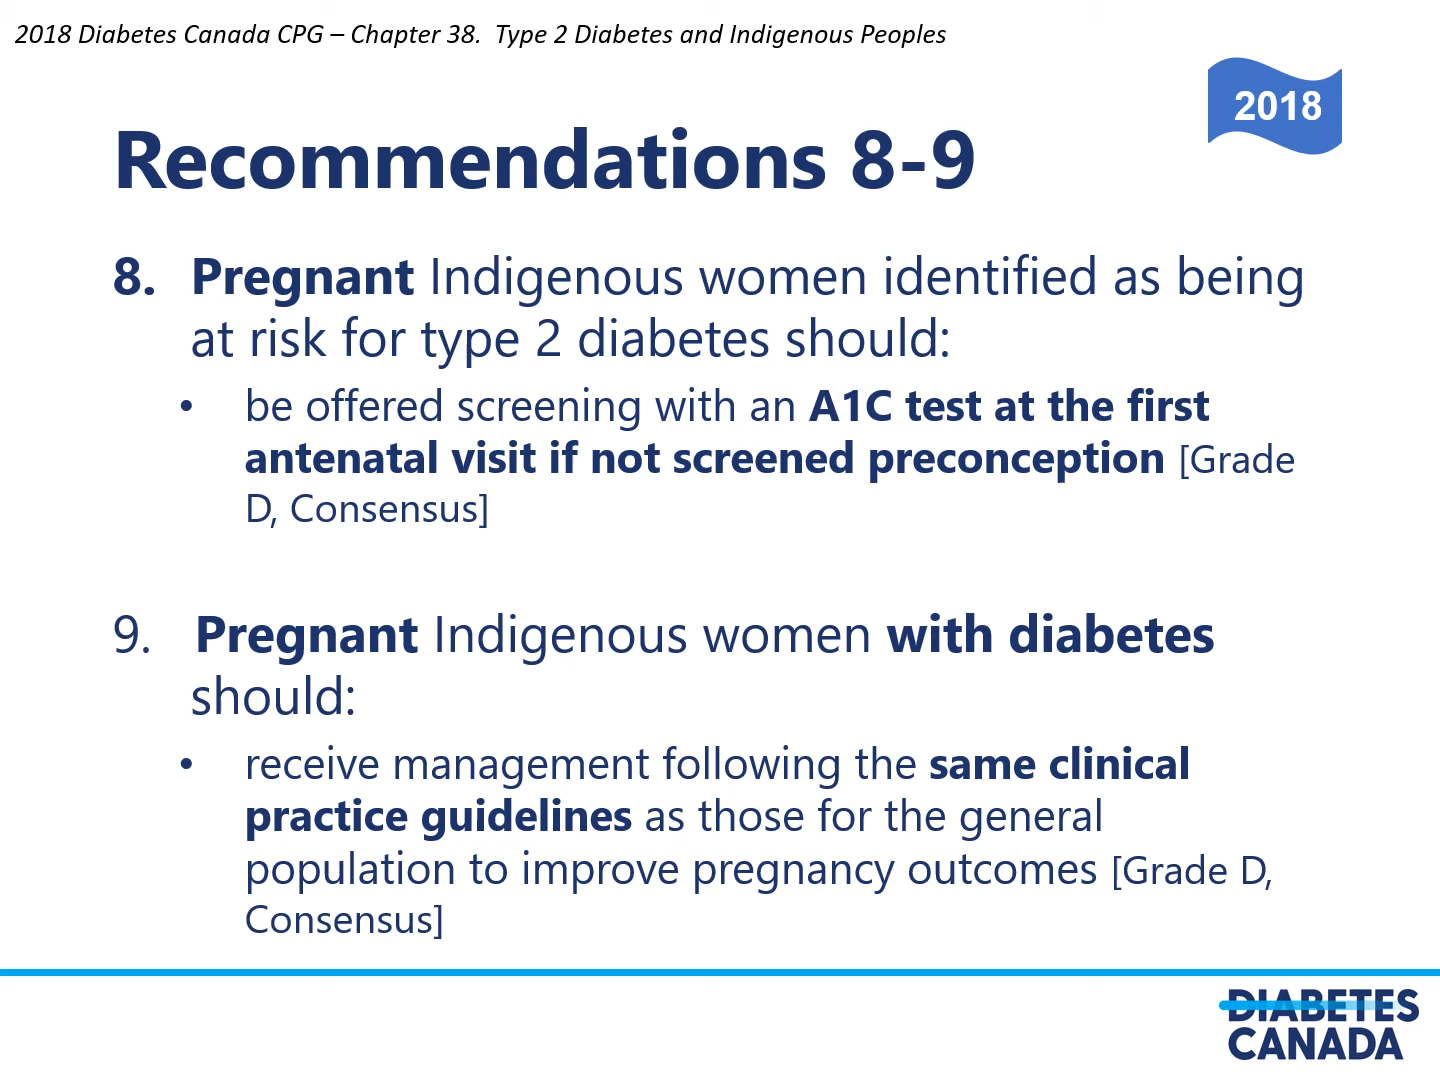 2018 Diabetes Canada CPG – Chapter 38.  Type 2 Diabetes and Indigenous Peoples
2018
Recommendations 8-9
8. Pregnant Indigenous women identified as being
at risk for type 2 diabetes should:
• be offered screening with an A1C test at the first
antenatal visit if not screened preconception [Grade
D, Consensus]
9. Pregnant Indigenous women with diabetes
should:
• receive management following the same clinical
practice guidelines as those for the general
population to improve pregnancy outcomes [Grade D,
Consensus]
DIABETES
CANADA